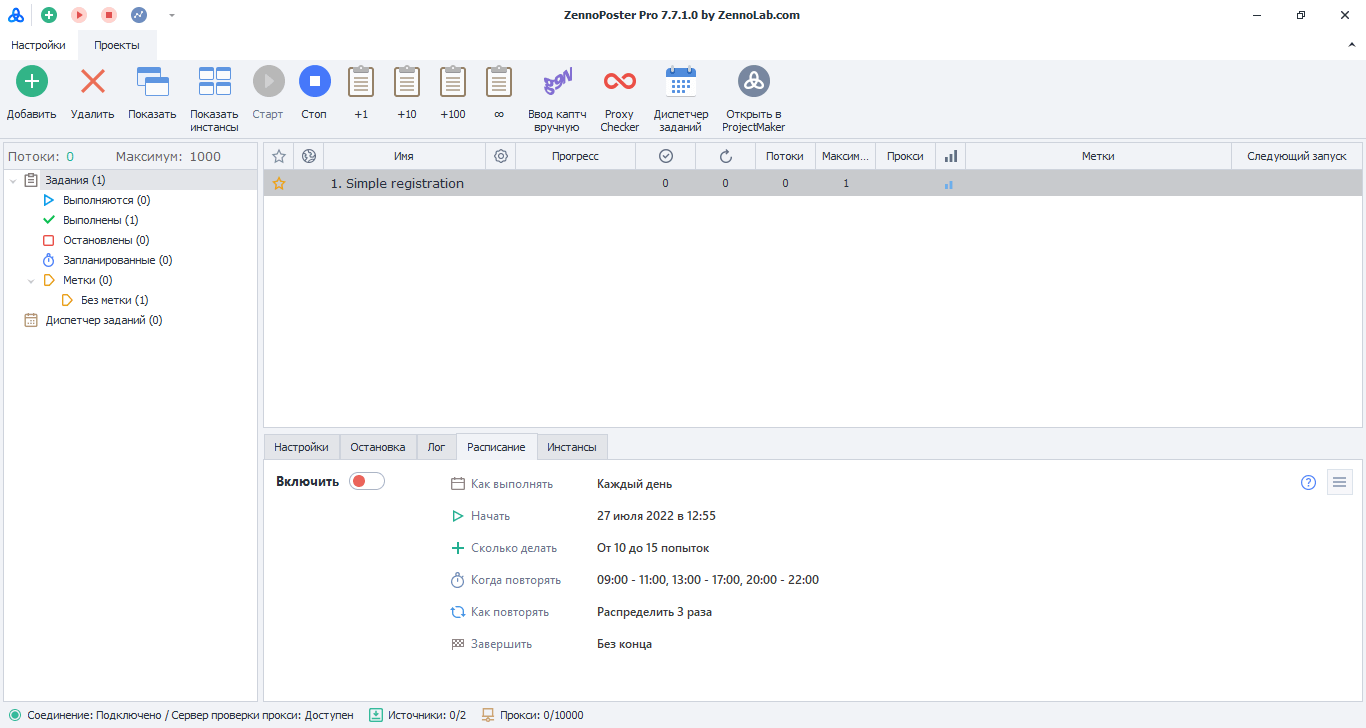 ZennoPoster Pro 7.7.1.0 by ZennoLab.com
Настройки Проекты
Добавить Удалить Показать Показать инстансы Старт Стоп +1 +10 +100 ∞ Ввод каптч вручную Proxy Checker Диспетчер заданий Открыть в ProjectMaker
Потоки: 0 Максимум: 1000
Задания (1)
Выполняются (0)
Выполнены (1)
Остановлены (0)
Запланированные (0)
Метки (0)
Без метки (1)
Диспетчер заданий (0)
Имя Прогресс Потоки Максим... Прокси Метки Следующий запуск
1. Simple registration 0 0 0 1
Настройки Остановка Лог Расписание Инстансы
Включить
Как выполнять Каждый день
Начать 27 июля 2022 в 12:55
Сколько делать От 10 до 15 попыток
Когда повторять 09:00 - 11:00, 13:00 - 17:00, 20:00 - 22:00
Как повторять Распределить 3 раза
Завершить Без конца
Соединение: Подключено / Сервер проверки прокси: Доступен Источники: 0/2 Прокси: 0/10000